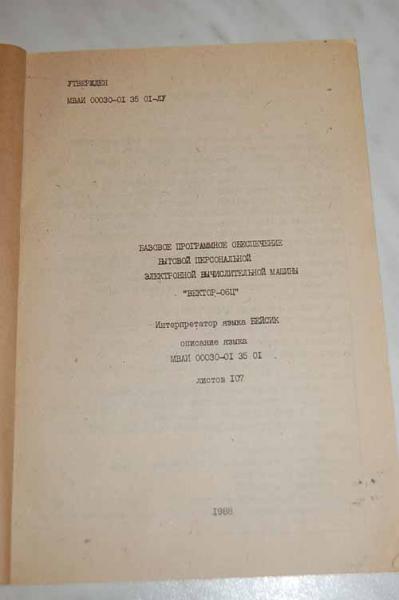 УТВЕРЖДЕН
МВАИ 00030-01 35 01-ЛУ
БАЗОВОЕ ПРОГРАММНОЕ ОБЕСПЕЧЕНИЕ
БЫТОВОЙ ПЕРСОНАЛЬНОЙ
ЭЛЕКТРОННОЙ ВЫЧИСЛИТЕЛЬНОЙ МАШИНЫ
"ВЕКТОР-06Ц"
Интерпретатор языка БЕЙСИК
описание языка
МВАИ 00030-01 35 01
листов 107
1988